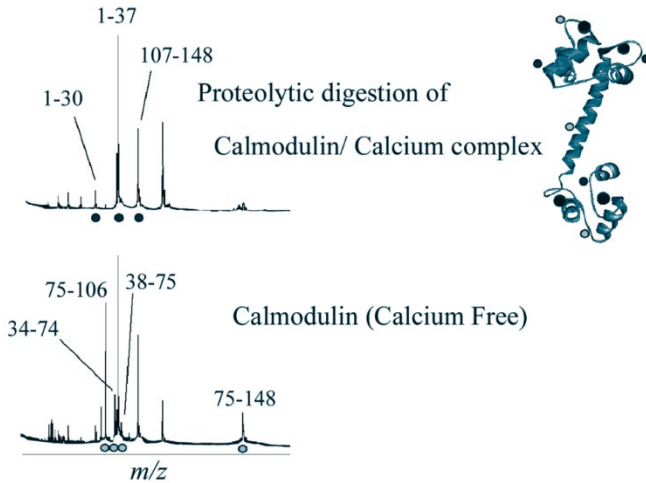 1-37
107-148
1-30
Proteolytic digestion of
Calmodulin/ Calcium complex
75-106
38-75
34-74
Calmodulin (Calcium Free)
75-148
m/z